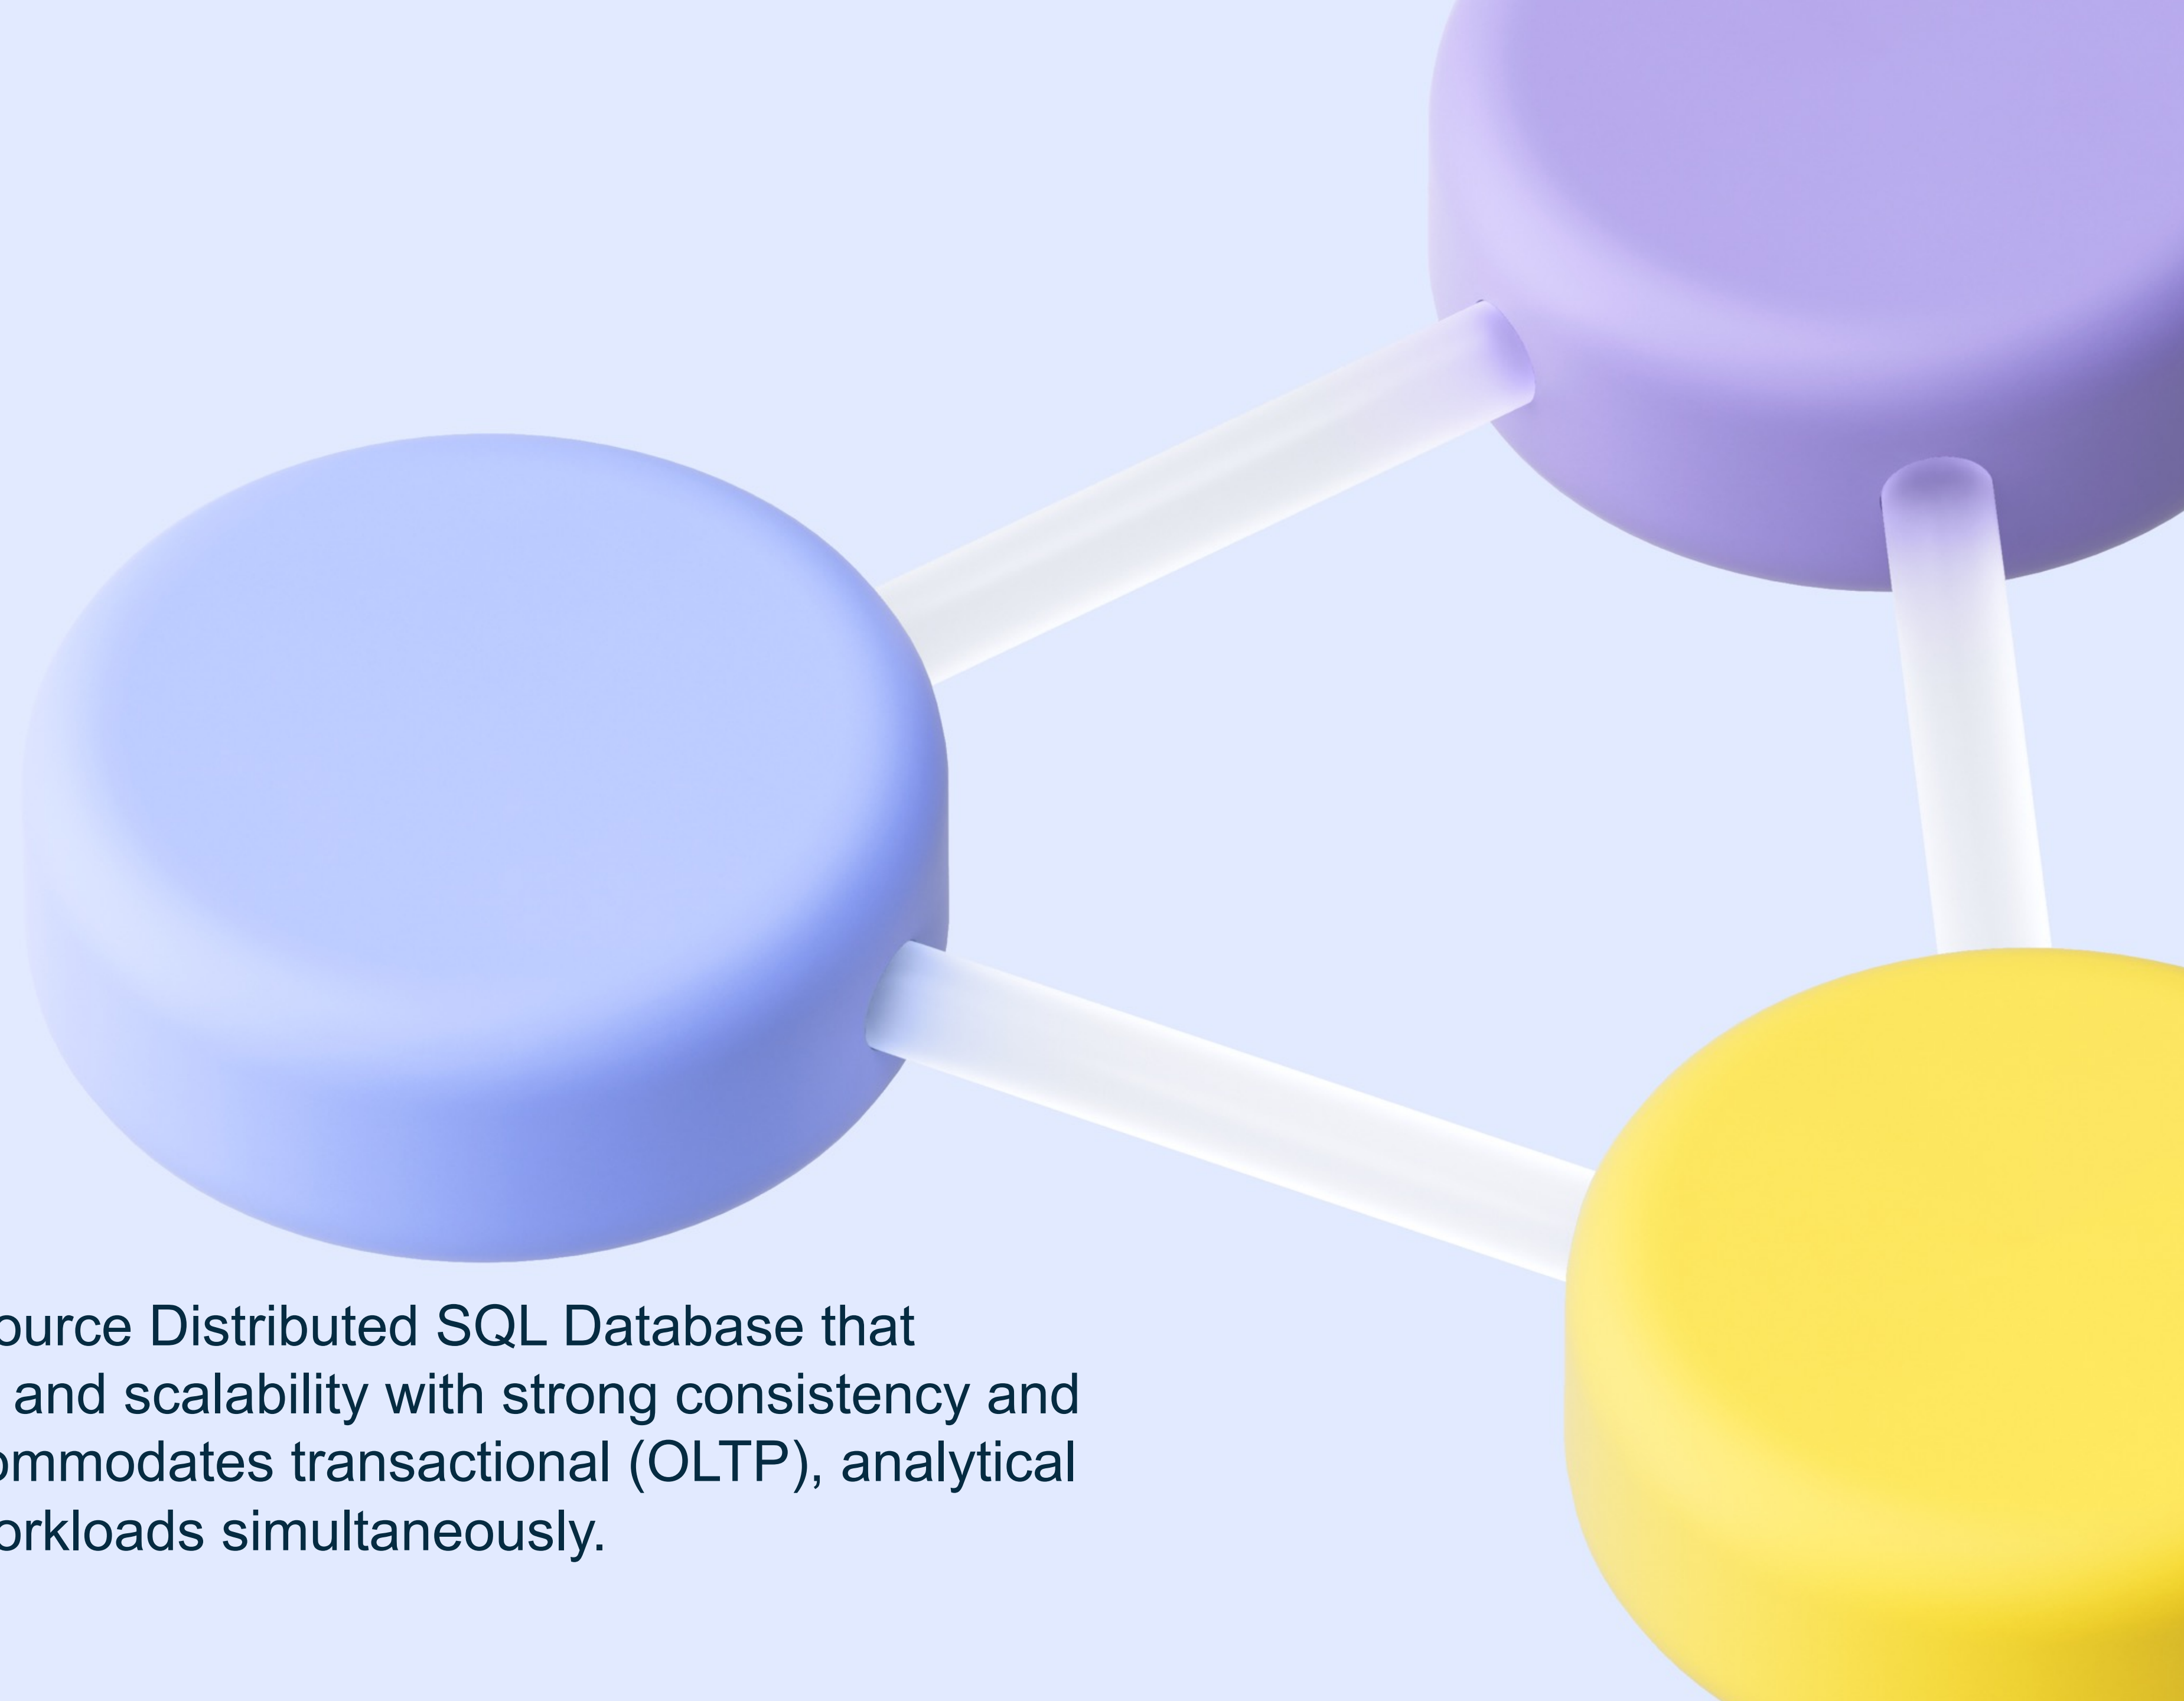 ource Distributed SQL Database that
and scalability with strong consistency and
ommodates transactional (OLTP), analytical
orkloads simultaneously.